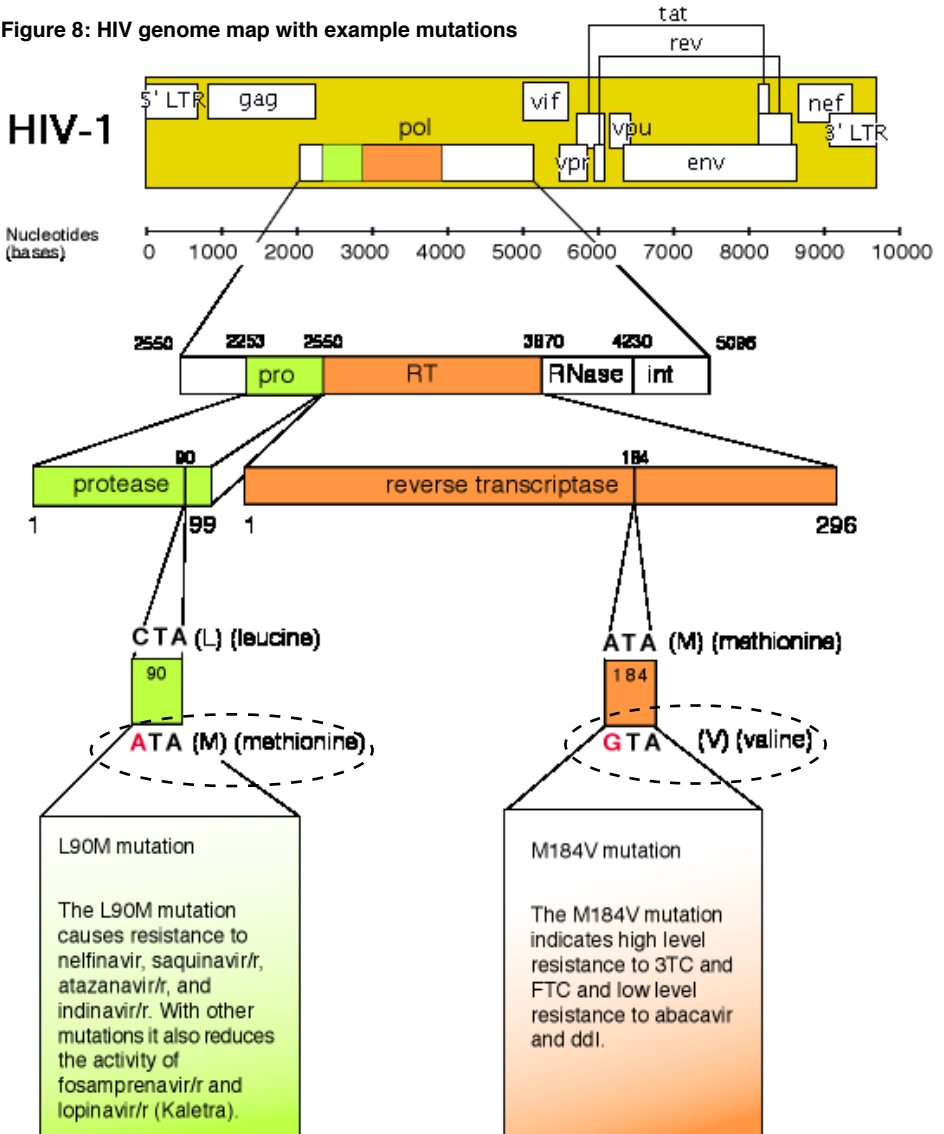 Figure 8: HIV genome map with example mutations
tat
rev
HIV-1
5' LTR
gag
pol
vif
vpr
vpu
env
nef
3' LTR
Nucleotides
(bases)
0 1000 2000 3000 4000 5000 6000 7000 8000 9000 10000
2550 2253 2550 3870 4230 5096
pro RT RNase int
90
protease
1 99
184
reverse transcriptase
1 296
CTA (L) (leucine)
90
ATA (M) (methionine)
ATA (M) (methionine)
184
GTA (V) (valine)
L90M mutation
The L90M mutation
causes resistance to
nelfinavir, saquinavir/r,
atazanavir/r, and
indinavir/r. With other
mutations it also reduces
the activity of
fosamprenavir/r and
lopinavir/r (Kaletra).
M184V mutation
The M184V mutation
indicates high level
resistance to 3TC and
FTC and low level
resistance to abacavir
and ddI.